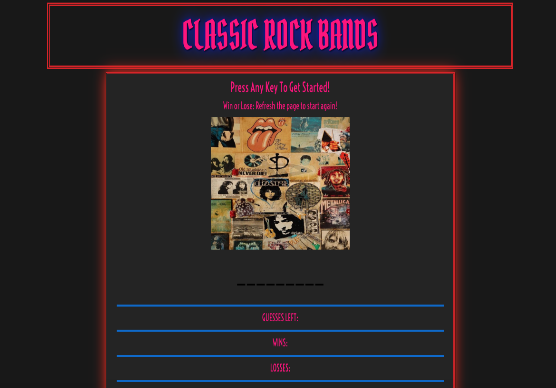 CLASSIC ROCK BANDS
Press Any Key To Get Started!
Win or Lose: Refresh the page to start again!
_ _ _ _ _ _ _ _ _
GUESSES LEFT:
WINS:
LOSSES: